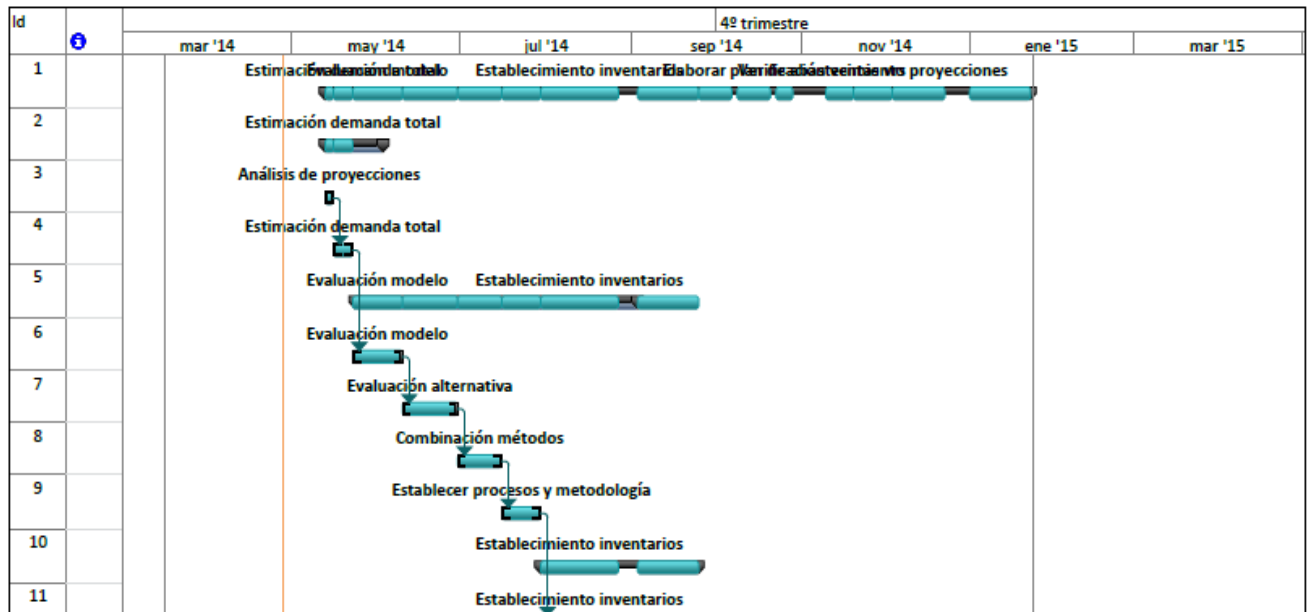 Id
4º trimestre
mar '14 may '14 jul '14 sep '14 nov '14 ene '15 mar '15
1 Establecimiento inventarios proyecciones
2 Estimación demanda total
3 Análisis de proyecciones
4 Estimación demanda total
5 Evaluación modelo Establecimiento inventarios
6 Evaluación modelo
7 Evaluación alternativa
8 Combinación métodos
9 Establecer procesos y metodología
10 Establecimiento inventarios
11 Establecimiento inventarios